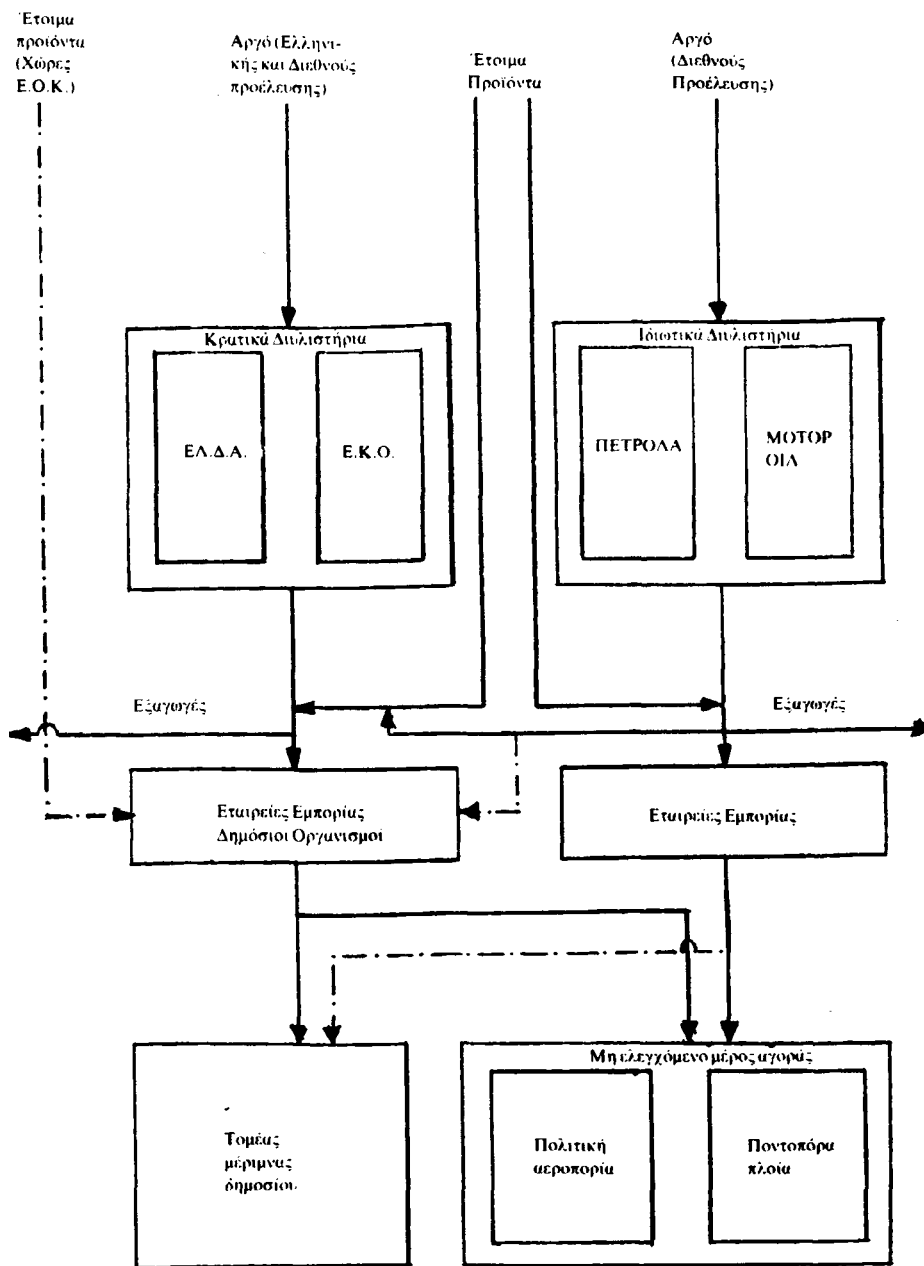 Έτοιμα
προϊόντα
(Χώρες
Ε.Ο.Κ.)
Αργό (Ελληνι-
κής και Διεθνούς
προέλευσης)
Έτοιμα
Προϊόντα
Αργό
(Διεθνούς
Προέλευσης)
Κρατικά Διυλιστήρια
ΕΛ.Δ.Α.
Ε.Κ.Ο.
Ιδιωτικά Διυλιστήρια
ΠΕΤΡΟΛΑ
ΜΟΤΟΡ
ΟΙΛ
Εξαγωγές
Εξαγωγές
Εταιρείες Εμπορίας
Δημόσιοι Οργανισμοί
Εταιρείες Εμπορίας
Τομέας
μέριμνας
δημοσίου
Μη ελεγχόμενο μέρος αγοράς
Πολιτική
αεροπορία
Ποντοπόρα
πλοία